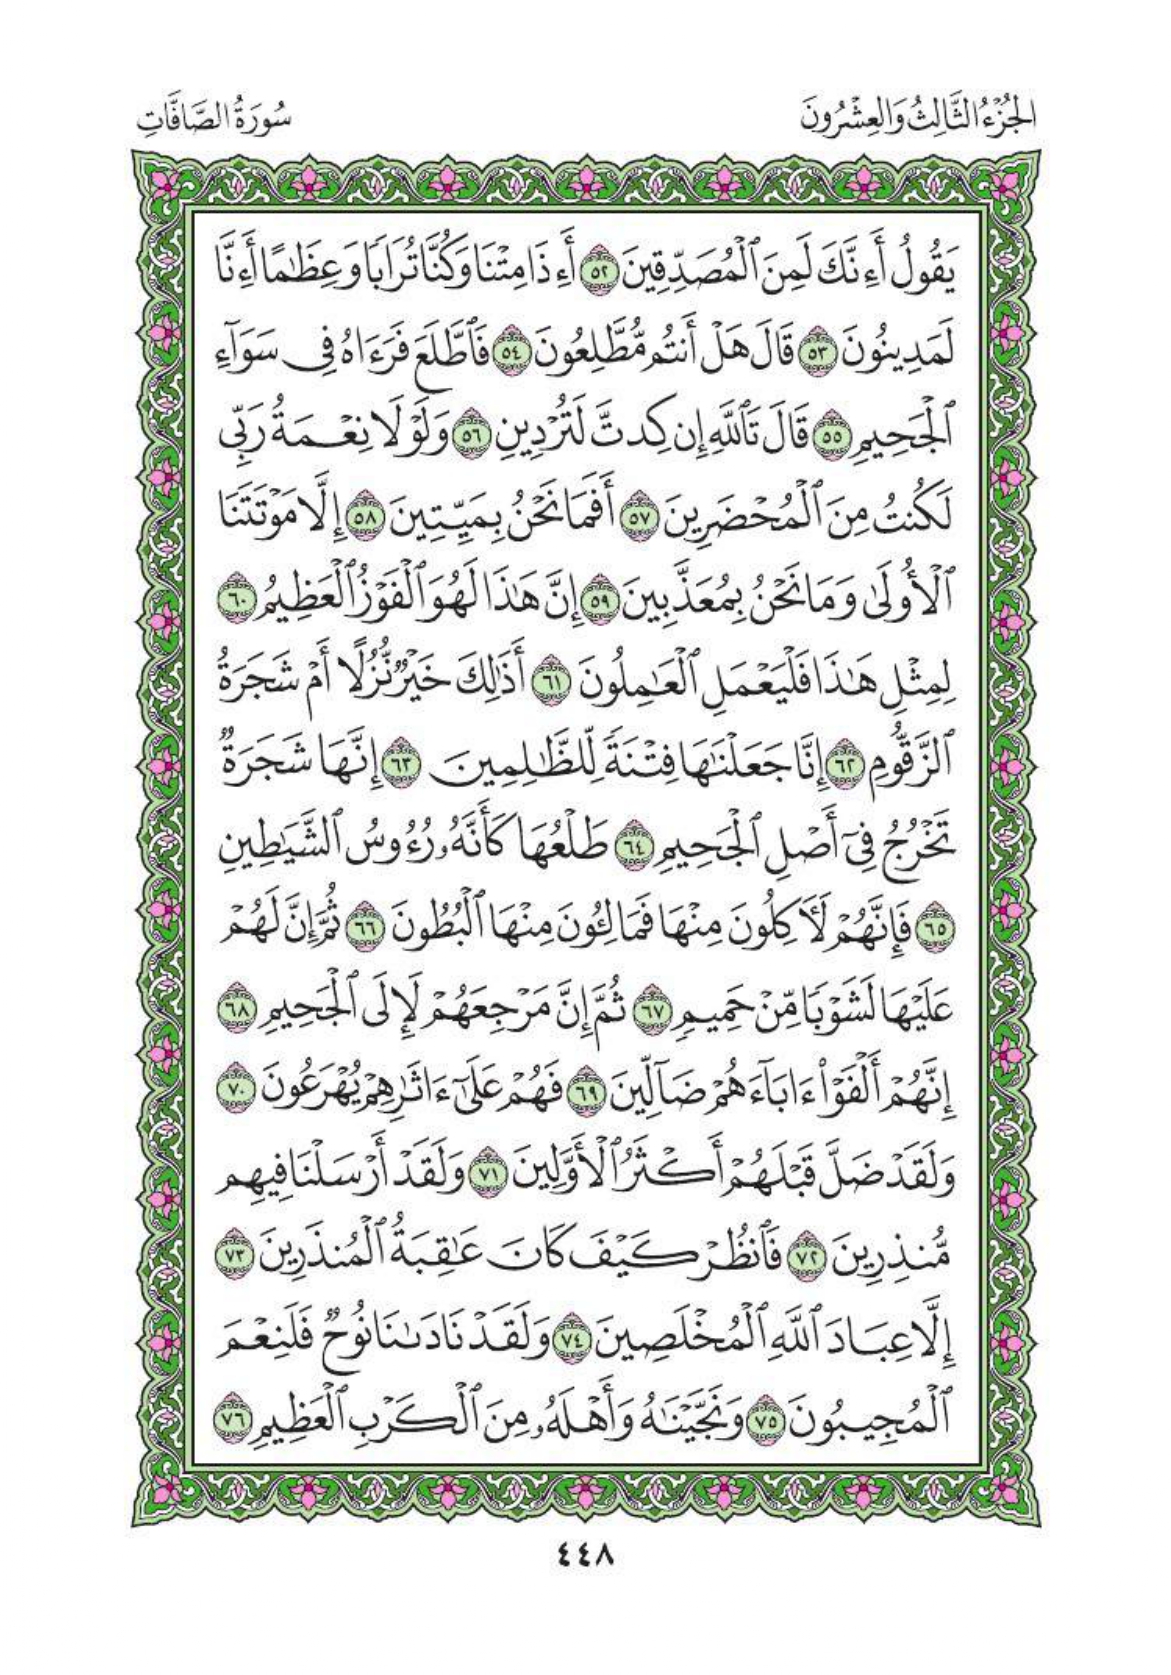 الجُزْءُ الثَّالِثُ وَالعِشْرُونَ
سُورَةُ الصَّافَّاتِ
يَقُولُ أَءِنَّكَ لَمِنَ ٱلْمُصَدِّقِينَ ٥٢ أَءِذَا مِتْنَا وَكُنَّا تُرَابًا وَعِظَٰمًا أَءِنَّا
لَمَدِينُونَ ٥٣ قَالَ هَلْ أَنتُم مُّطَّلِعُونَ ٥٤ فَٱطَّلَعَ فَرَءَاهُ فِى سَوَآءِ
ٱلْجَحِيمِ ٥٥ قَالَ تَٱللَّهِ إِن كِدتَّ لَتُرْدِينِ ٥٦ وَلَوْلَا نِعْمَةُ رَبِّى
لَكُنتُ مِنَ ٱلْمُحْضَرِينَ ٥٧ أَفَمَا نَحْنُ بِمَيِّتِينَ ٥٨ إِلَّا مَوْتَتَنَا
ٱلْأُولَىٰ وَمَا نَحْنُ بِمُعَذَّبِينَ ٥٩ إِنَّ هَٰذَا لَهُوَ ٱلْفَوْزُ ٱلْعَظِيمُ ٦٠
لِمِثْلِ هَٰذَا فَلْيَعْمَلِ ٱلْعَٰمِلُونَ ٦١ أَذَٰلِكَ خَيْرٌ نُّزُلًا أَمْ شَجَرَةُ
ٱلزَّقُّومِ ٦٢ إِنَّا جَعَلْنَٰهَا فِتْنَةً لِّلظَّٰلِمِينَ ٦٣ إِنَّهَا شَجَرَةٌ
تَخْرُجُ فِىٓ أَصْلِ ٱلْجَحِيمِ ٦٤ طَلْعُهَا كَأَنَّهُۥ رُءُوسُ ٱلشَّيَٰطِينِ
٦٥ فَإِنَّهُمْ لَءَاكِلُونَ مِنْهَا فَمَالِـُٔونَ مِنْهَا ٱلْبُطُونَ ٦٦ ثُمَّ إِنَّ لَهُمْ
عَلَيْهَا لَشَوْبًا مِّنْ حَمِيمٍ ٦٧ ثُمَّ إِنَّ مَرْجِعَهُمْ لَإِلَى ٱلْجَحِيمِ ٦٨
إِنَّهُمْ أَلْفَوْا۟ ءَابَآءَهُمْ ضَآلِّينَ ٦٩ فَهُمْ عَلَىٰٓ ءَاثَٰرِهِمْ يُهْرَعُونَ ٧٠
وَلَقَدْ ضَلَّ قَبْلَهُمْ أَكْثَرُ ٱلْأَوَّلِينَ ٧١ وَلَقَدْ أَرْسَلْنَا فِيهِم
مُّنذِرِينَ ٧٢ فَٱنظُرْ كَيْفَ كَانَ عَٰقِبَةُ ٱلْمُنذَرِينَ ٧٣
إِلَّا عِبَادَ ٱللَّهِ ٱلْمُخْلَصِينَ ٧٤ وَلَقَدْ نَادَىٰنَا نُوحٌ فَلَنِعْمَ
ٱلْمُجِيبُونَ ٧٥ وَنَجَّيْنَٰهُ وَأَهْلَهُۥ مِنَ ٱلْكَرْبِ ٱلْعَظِيمِ ٧٦
٤٤٨